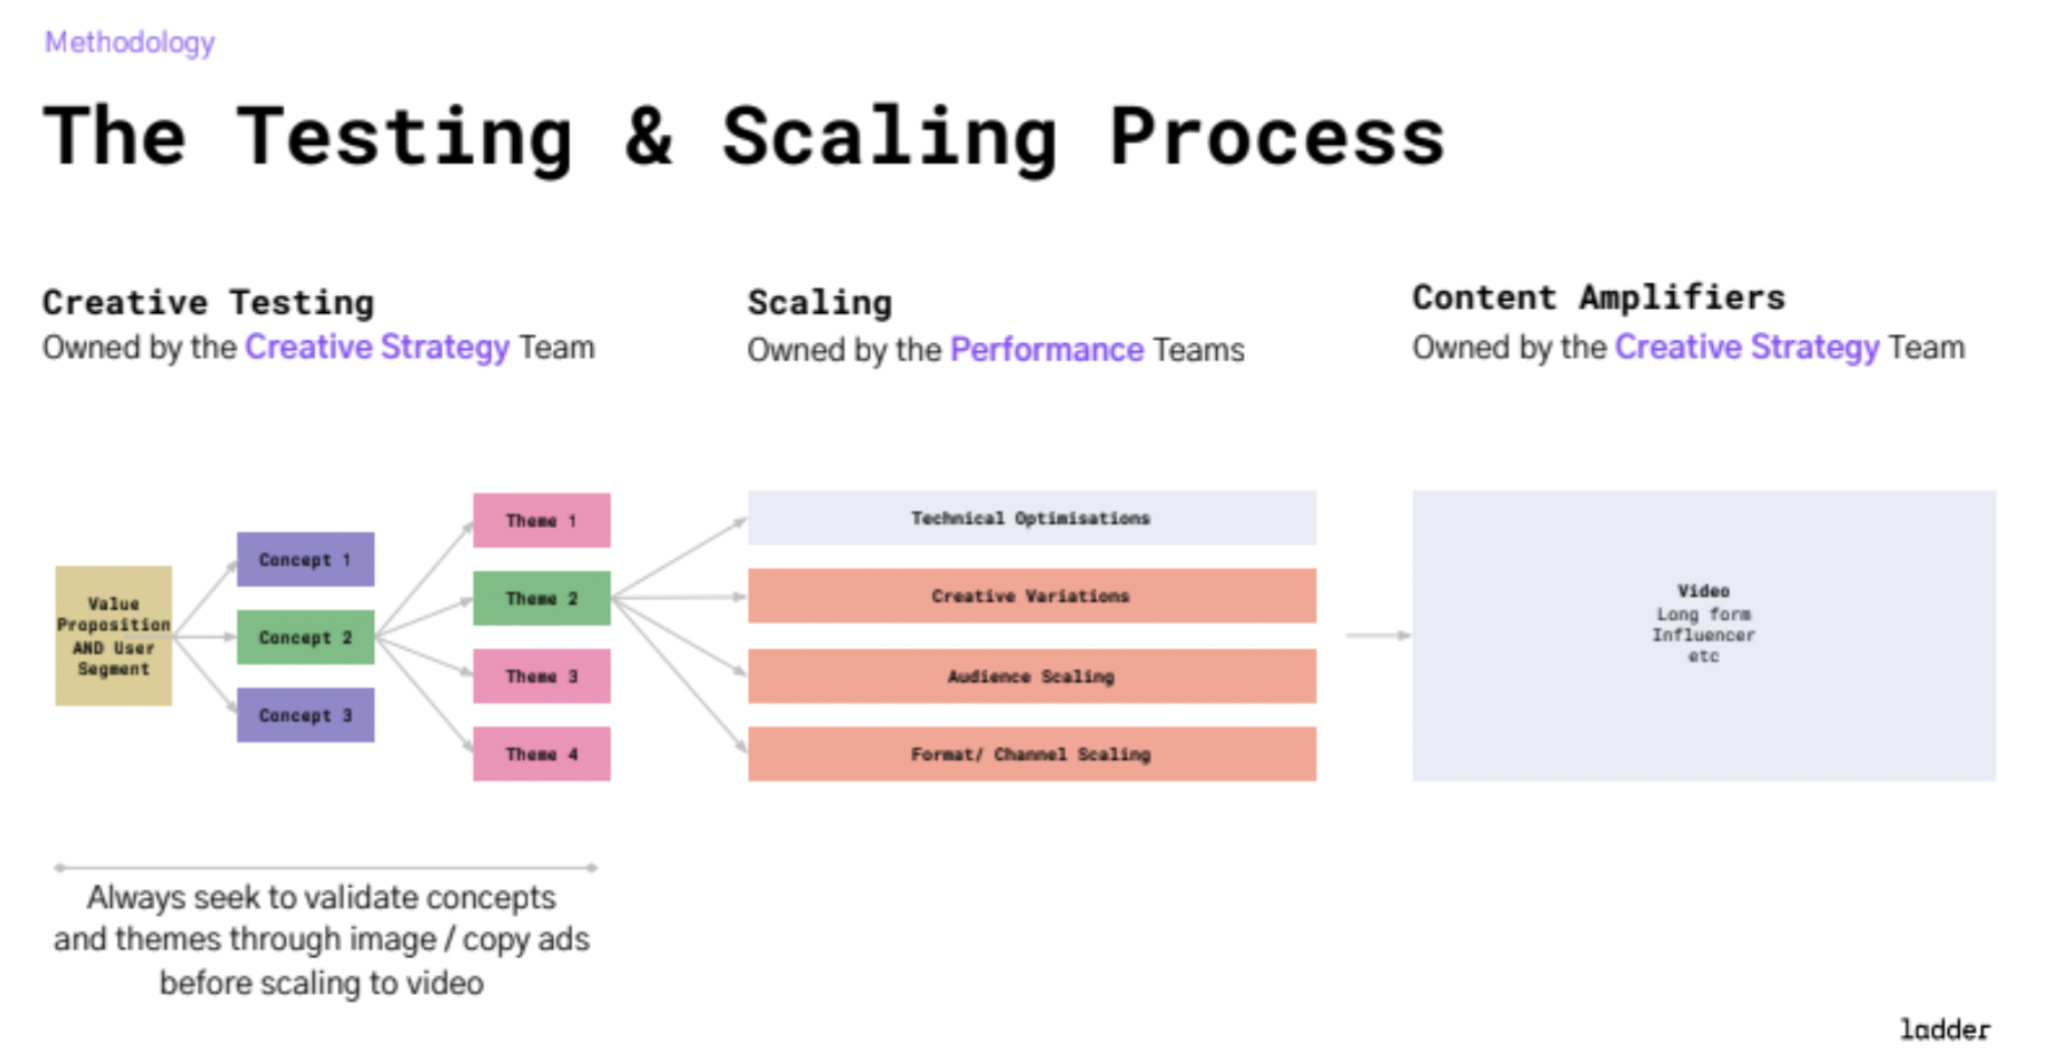 Methodology
The Testing & Scaling Process
Creative Testing
Owned by the Creative Strategy Team
Scaling
Owned by the Performance Teams
Content Amplifiers
Owned by the Creative Strategy Team
Value
Proposition
AND User
Segment
Concept 1
Concept 2
Concept 3
Theme 1
Theme 2
Theme 3
Theme 4
Technical Optimisations
Creative Variations
Audience Scaling
Format/ Channel Scaling
Video
Long form
Influencer
etc
Always seek to validate concepts
and themes through image / copy ads
before scaling to video
ladder